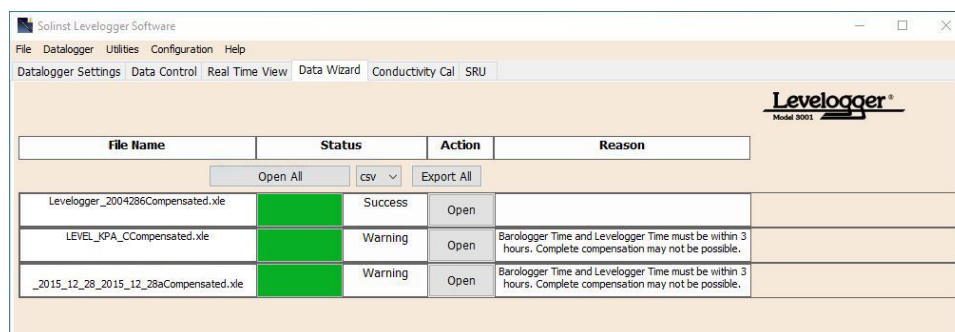 Solinst Levelogger Software
File Datalogger Utilities Configuration Help
Datalogger Settings Data Control Real Time View Data Wizard Conductivity Cal SRU
Levelogger®
Model 3001
File Name Status Action Reason
Open All csv Export All
Levelogger_2004286Compensated.xle Success Open
LEVEL_KPA_CCompensated.xle Warning Open Barologger Time and Levelogger Time must be within 3
hours. Complete compensation may not be possible.
_2015_12_28_2015_12_28aCompensated.xle Warning Open Barologger Time and Levelogger Time must be within 3
hours. Complete compensation may not be possible.